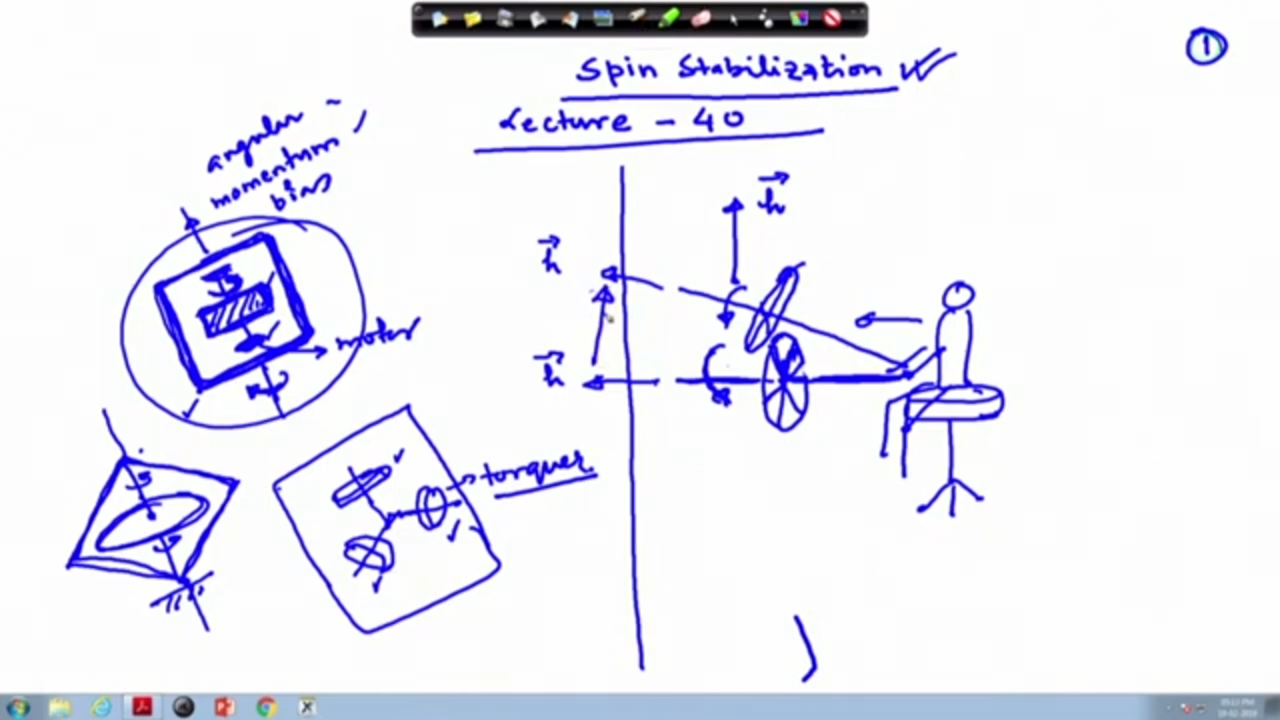 ①
Spin Stabilization
Lecture - 40
angular
momentum
bias
h
h
h
motor
torquer